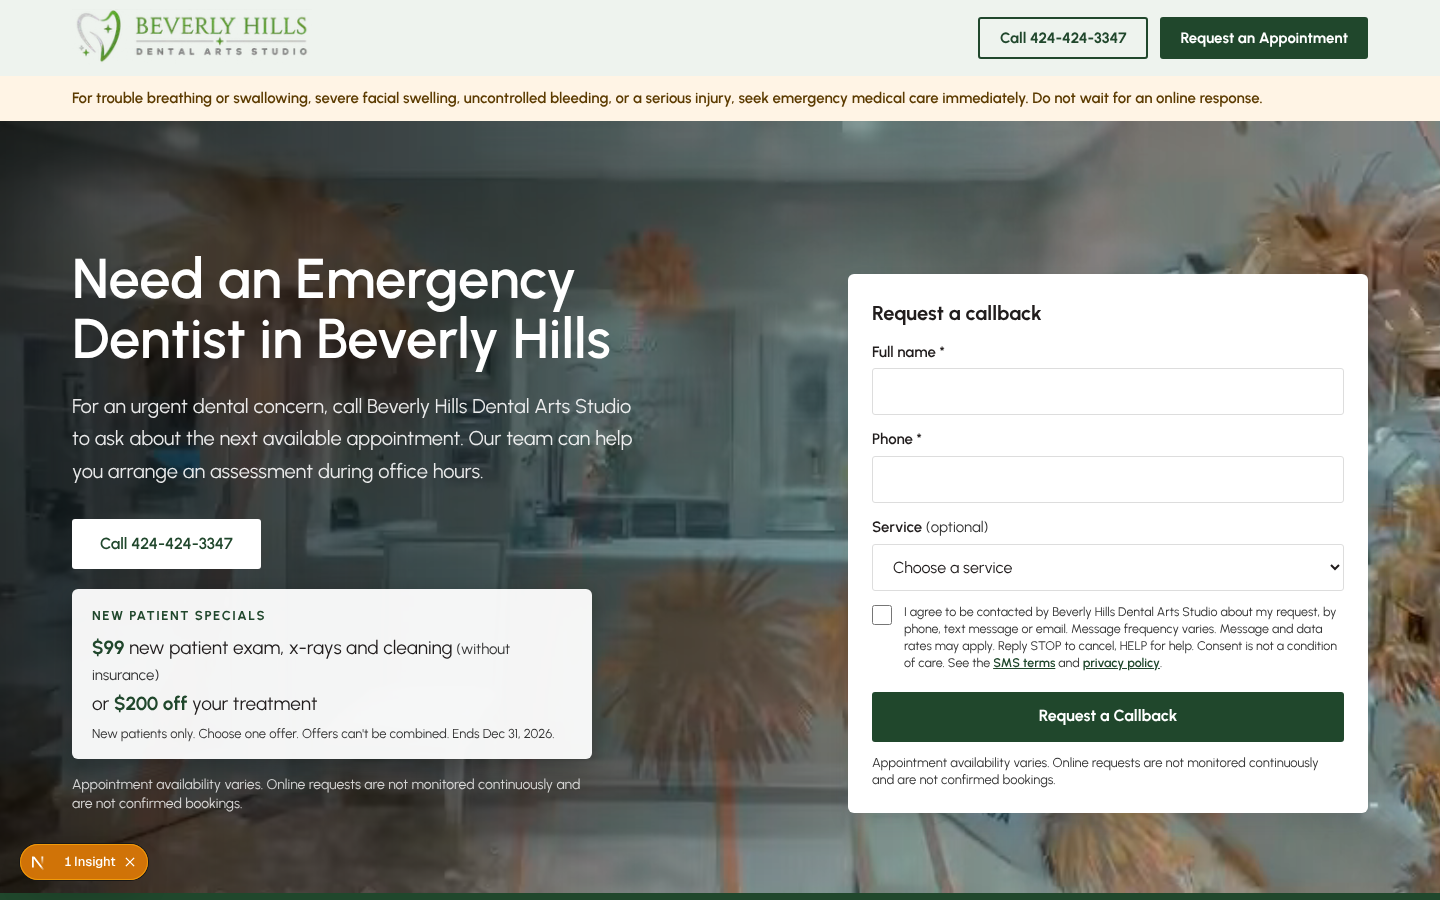 BEVERLY HILLS
DENTAL ARTS STUDIO
Call 424-424-3347
Request an Appointment
For trouble breathing or swallowing, severe facial swelling, uncontrolled bleeding, or a serious injury, seek emergency medical care immediately. Do not wait for an online response.
Need an Emergency
Dentist in Beverly Hills
For an urgent dental concern, call Beverly Hills Dental Arts Studio
to ask about the next available appointment. Our team can help
you arrange an assessment during office hours.
Call 424-424-3347
NEW PATIENT SPECIALS
$99 new patient exam, x-rays and cleaning (without
insurance)
or $200 off your treatment
New patients only. Choose one offer. Offers can't be combined. Ends Dec 31, 2026.
Appointment availability varies. Online requests are not monitored continuously and
are not confirmed bookings.
Request a callback
Full name *
Phone *
Service (optional)
Choose a service
I agree to be contacted by Beverly Hills Dental Arts Studio about my request, by
phone, text message or email. Message frequency varies. Message and data
rates may apply. Reply STOP to cancel, HELP for help. Consent is not a condition
of care. See the SMS terms and privacy policy.
Request a Callback
Appointment availability varies. Online requests are not monitored continuously
and are not confirmed bookings.
N
1 Insight